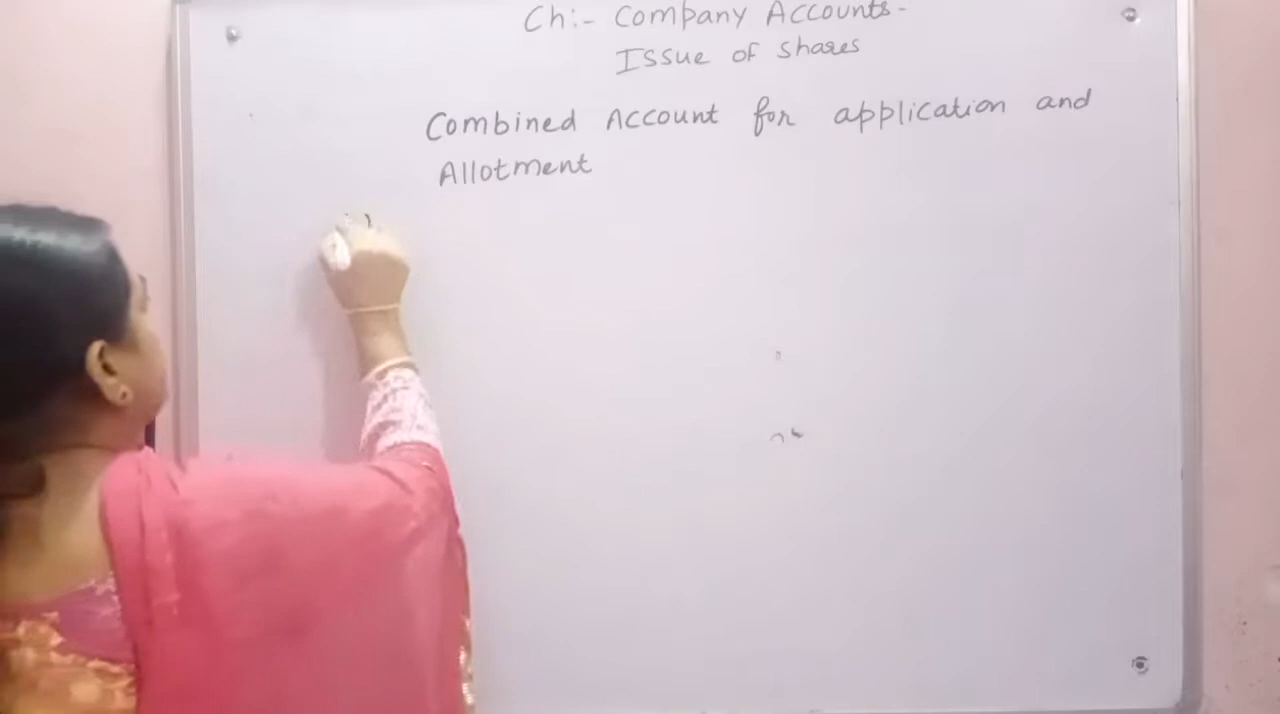 Ch:- Company Accounts-
Issue of shares
Combined Account for application and
Allotment